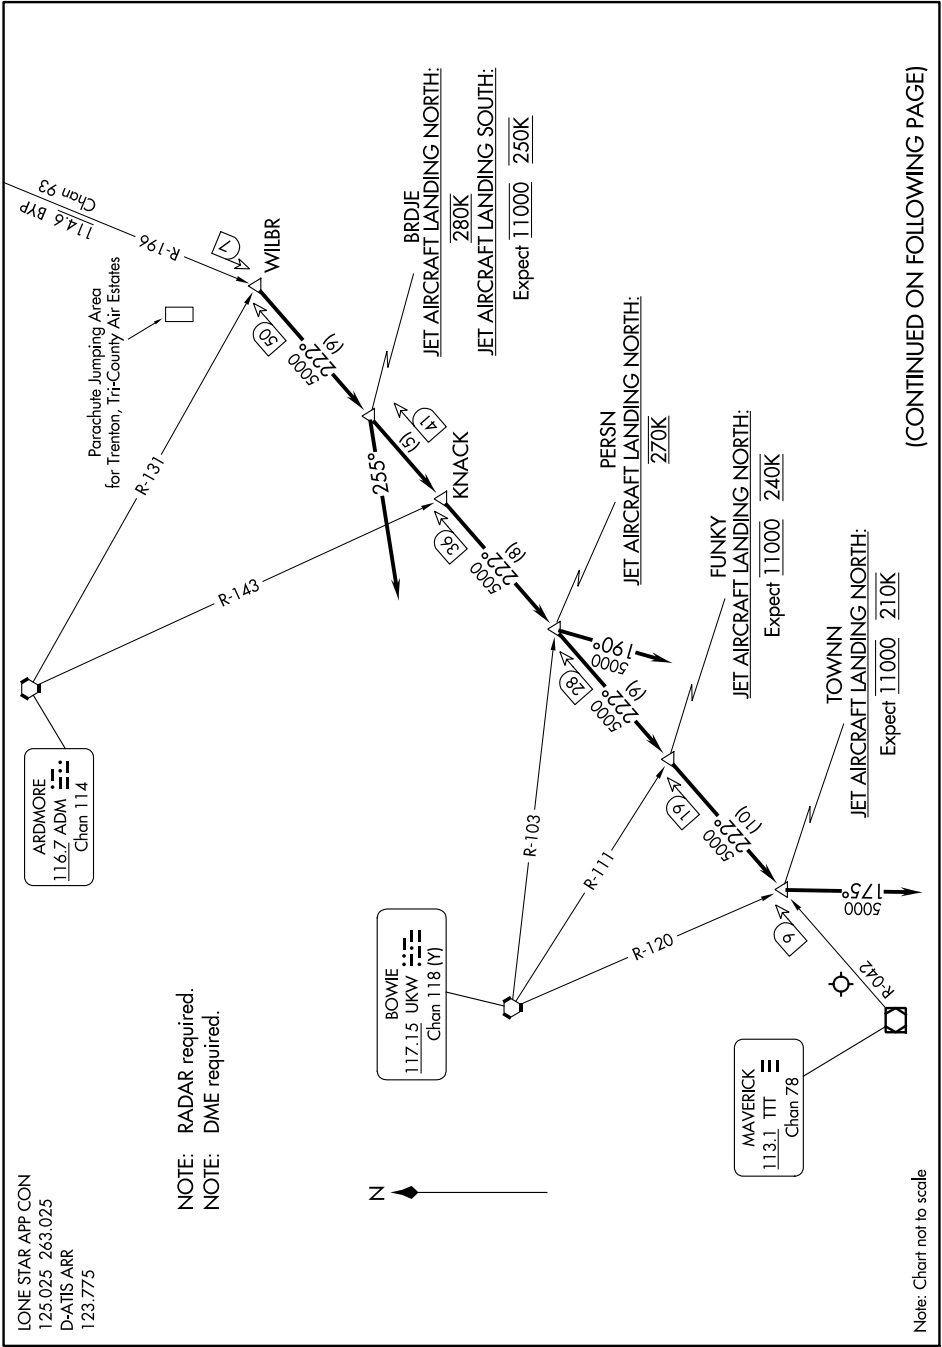 LONE STAR APP CON
125.025 263.025
D-ATIS ARR
123.775
NOTE: RADAR required.
NOTE: DME required.
ARDMORE
116.7 ADM
Chan 114
R-131
R-143
Parachute Jumping Area
for Trenton, Tri-County Air Estates
Chan 93
114.6 BYP
R-196
7
WILBR
50
5000
222°
(9)
BRDJE
JET AIRCRAFT LANDING NORTH:
280K
JET AIRCRAFT LANDING SOUTH:
Expect 11000 250K
255°
41
(5)
KNACK
36
5000
222°
(8)
PERSN
JET AIRCRAFT LANDING NORTH:
270K
190°
5000
28
5000
222°
(9)
FUNKY
JET AIRCRAFT LANDING NORTH:
Expect 11000 240K
19
5000
222°
(10)
TOWNN
JET AIRCRAFT LANDING NORTH:
Expect 11000 210K
175°
5000
9
BOWIE
117.15 UKW
Chan 118 (Y)
R-103
R-111
R-120
R-042
MAVERICK
113.1 TTT
Chan 78
N
Note: Chart not to scale
(CONTINUED ON FOLLOWING PAGE)